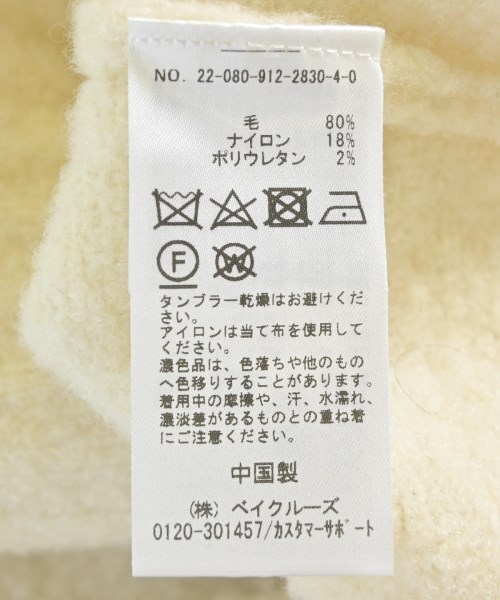 NO. 22-080-912-2830-4-0
毛 80%
ナイロン 18%
ポリウレタン 2%
F
W
タンブラー乾燥はお避けくだ
さい。
アイロンは当て布を使用して
ください。
濃色品は、色落ちや他のもの
へ色移りすることがあります。
着用中の摩擦や、汗、水濡れ、
濃淡差があるものとの重ね着
にご注意ください。
中国製
(株) ベイクルーズ
0120-301457/カスタマーサポート